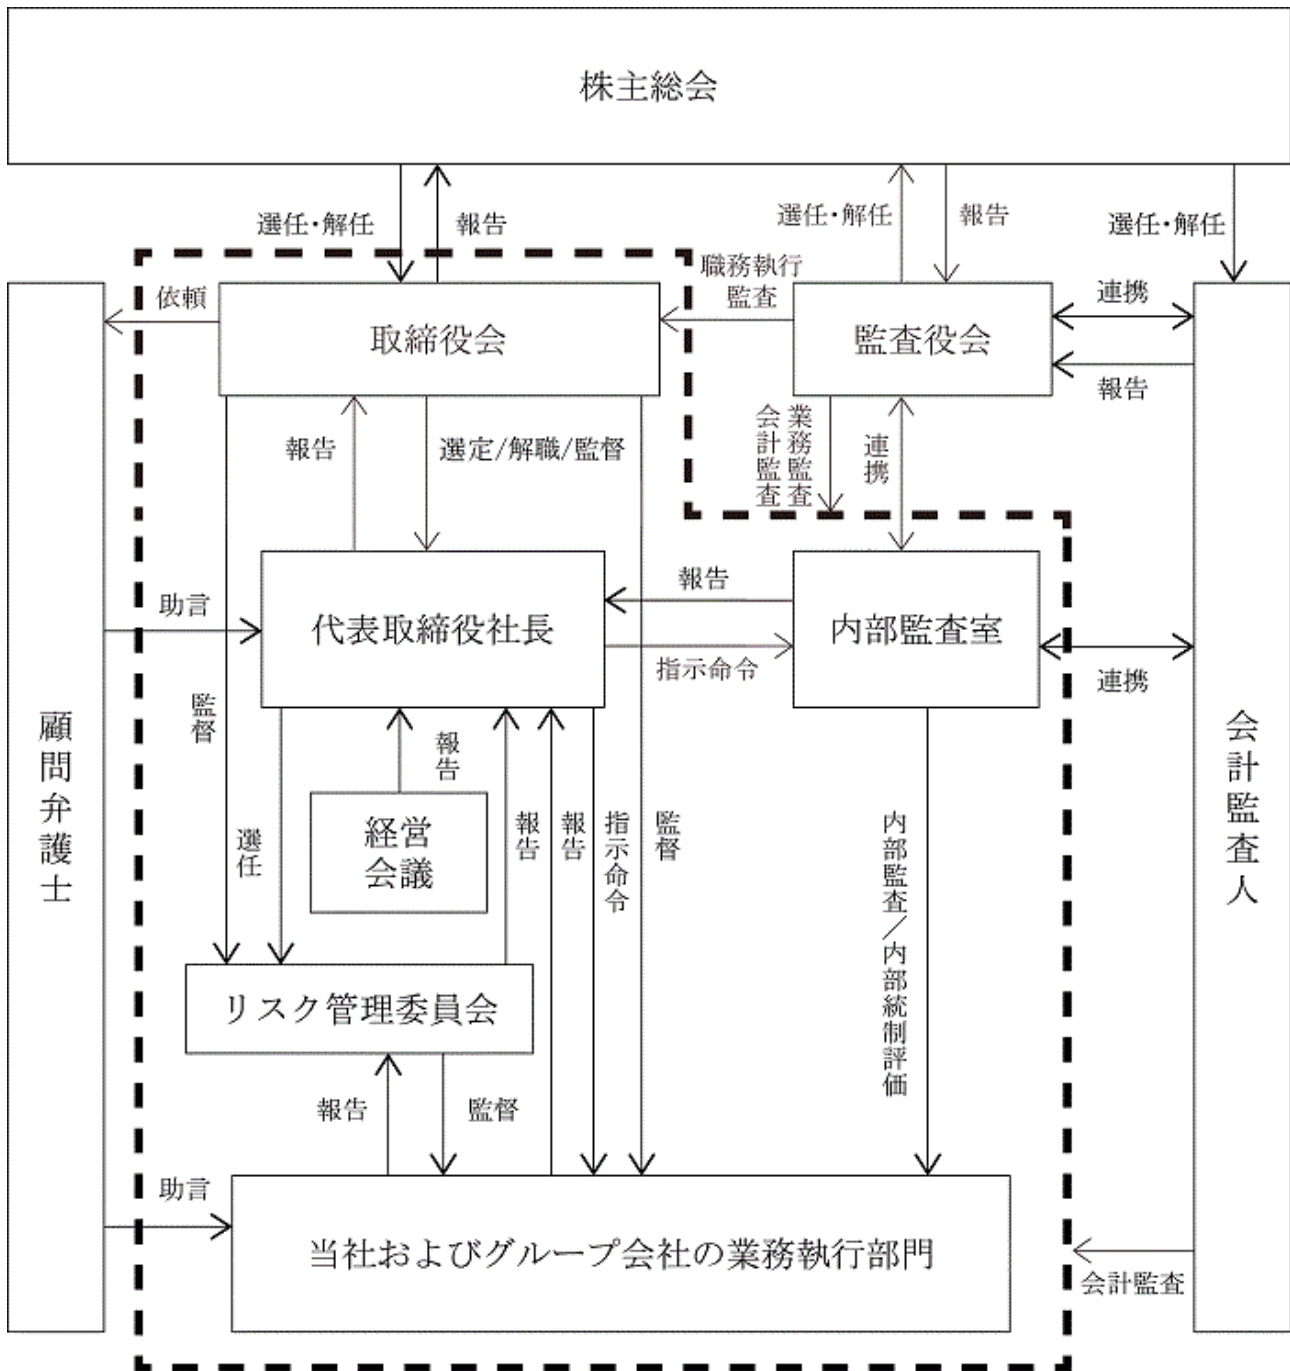 株主総会
選任・解任
報告
選任・解任
報告
選任・解任
依頼
取締役会
職務執行
監査
監査役会
連携
報告
報告
選定/解職/監督
業務監査
会計監査
連携
助言
代表取締役社長
報告
指示命令
内部監査室
連携
顧問弁護士
会計監査人
監督
選任
報告
経営
会議
報告
報告
指示命令
監督
内部監査/内部統制評価
リスク管理委員会
報告
監督
助言
当社およびグループ会社の業務執行部門
会計監査